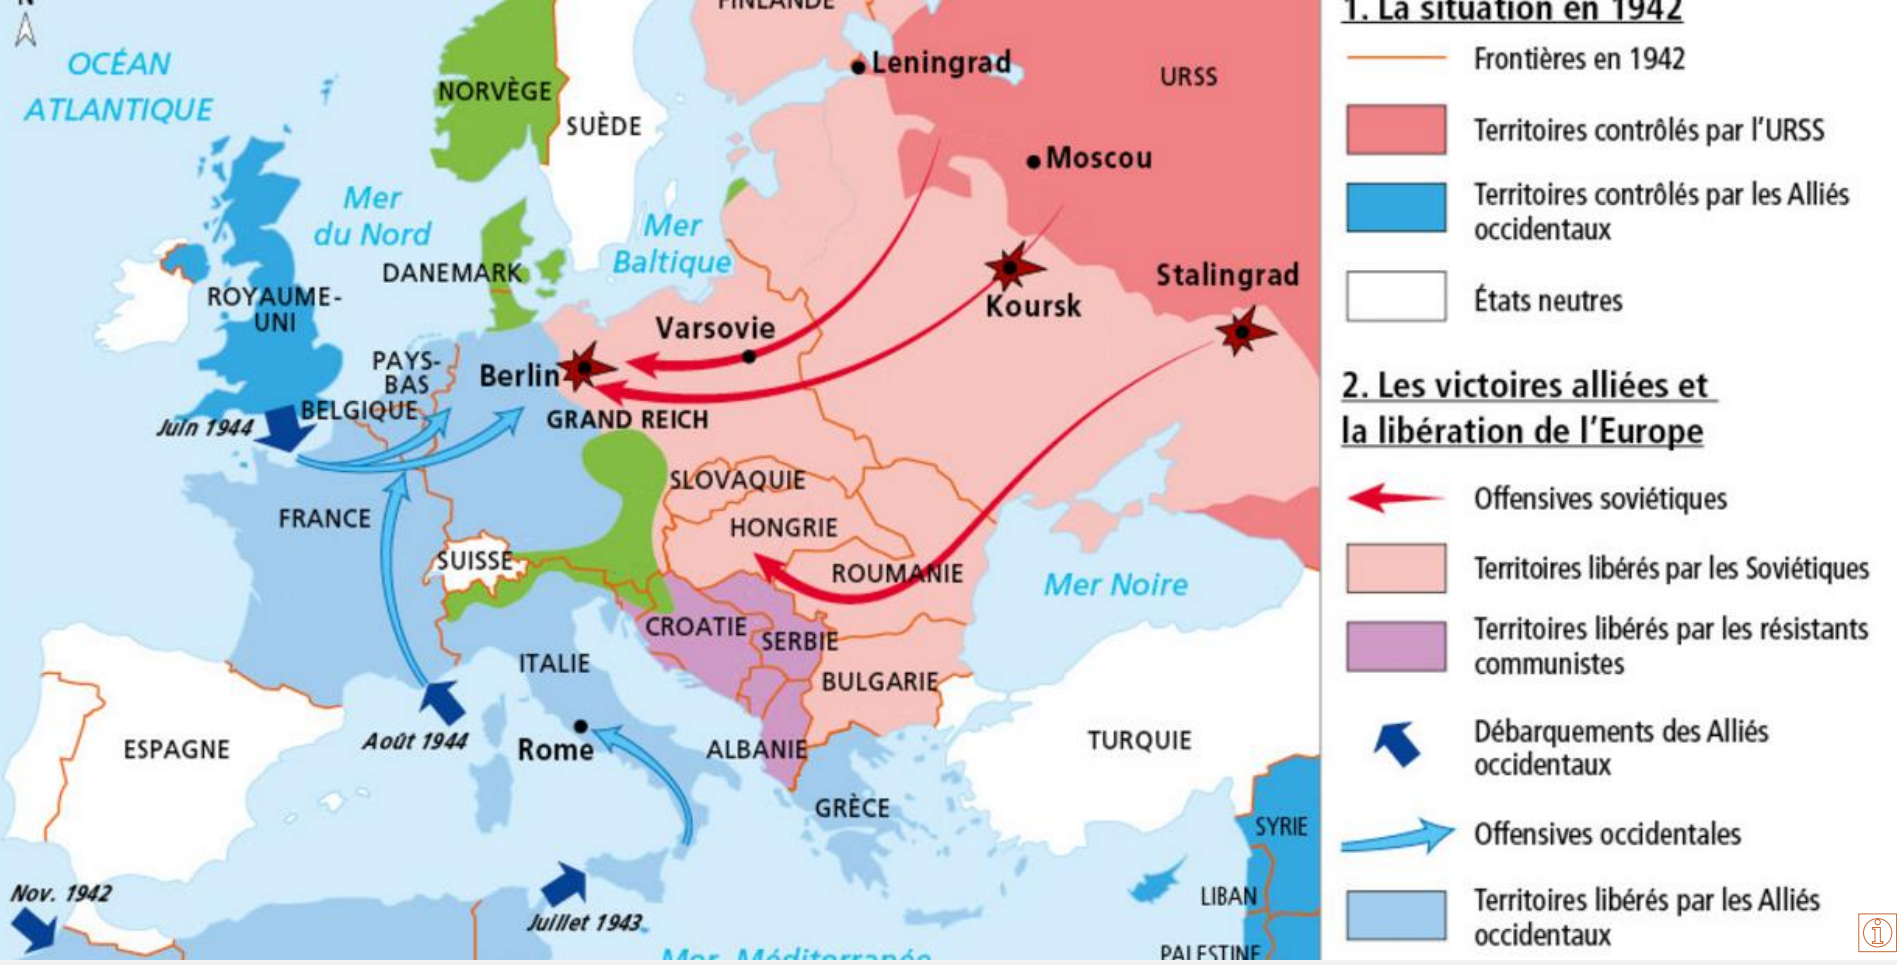 N
FINLANDE
OCÉAN
ATLANTIQUE
NORVÈGE
SUÈDE
Leningrad
URSS
Moscou
Mer
du Nord
Mer
Baltique
DANEMARK
Stalingrad
ROYAUME-
UNI
Koursk
Varsovie
PAYS-
BAS
Berlin
BELGIQUE
Juin 1944
GRAND REICH
SLOVAQUIE
FRANCE
HONGRIE
SUISSE
ROUMANIE
Mer Noire
CROATIE
SERBIE
ITALIE
BULGARIE
Août 1944
ESPAGNE
Rome
ALBANIE
TURQUIE
GRÈCE
SYRIE
Nov. 1942
LIBAN
Juillet 1943
Mer Méditerranée
PALESTINE
1. La situation en 1942
Frontières en 1942
Territoires contrôlés par l'URSS
Territoires contrôlés par les Alliés
occidentaux
États neutres
2. Les victoires alliées et
la libération de l'Europe
Offensives soviétiques
Territoires libérés par les Soviétiques
Territoires libérés par les résistants
communistes
Débarquements des Alliés
occidentaux
Offensives occidentales
Territoires libérés par les Alliés
occidentaux